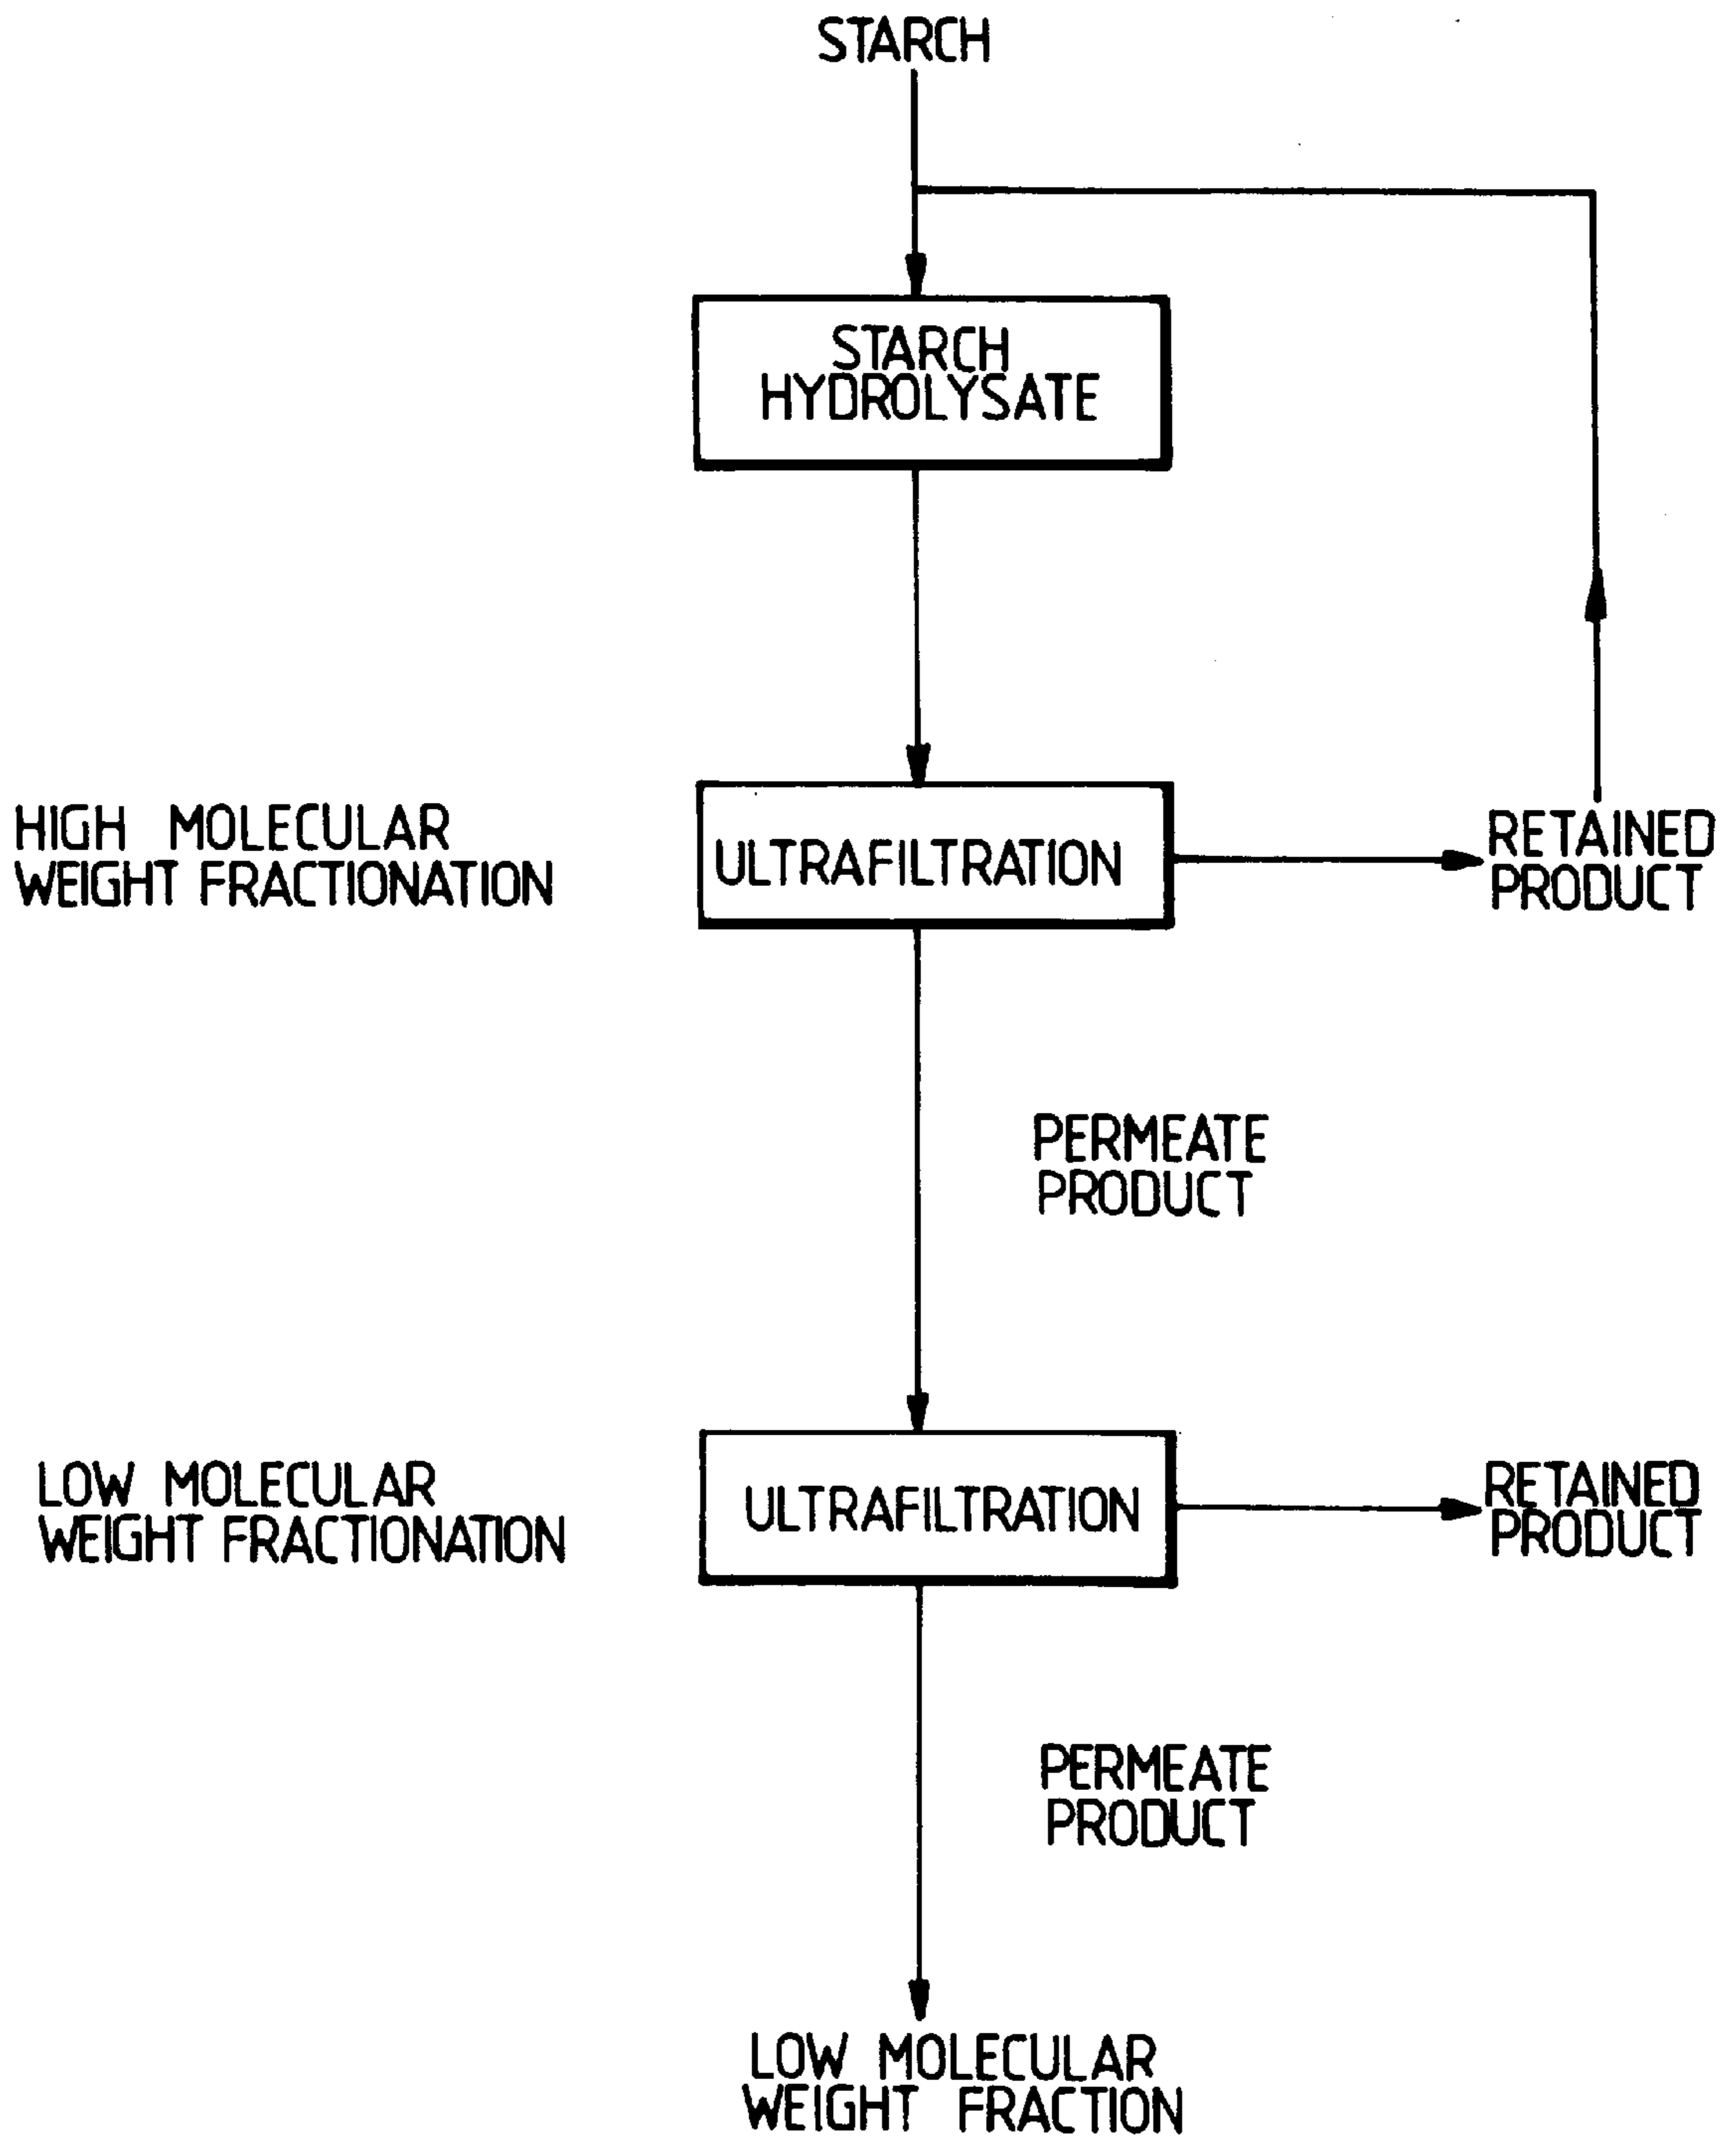 STARCH
STARCH
HYDROLYSATE
HIGH MOLECULAR
WEIGHT FRACTIONATION
ULTRAFILTRATION
RETAINED
PRODUCT
PERMEATE
PRODUCT
LOW MOLECULAR
WEIGHT FRACTIONATION
ULTRAFILTRATION
RETAINED
PRODUCT
PERMEATE
PRODUCT
LOW MOLECULAR
WEIGHT FRACTION